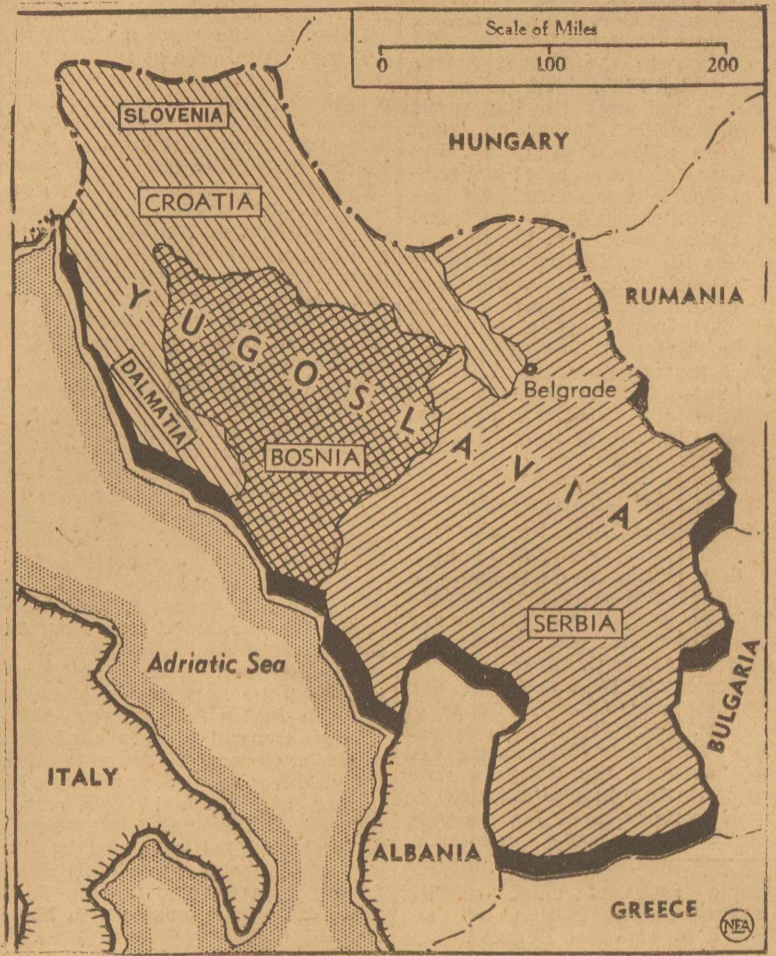 Scale of Miles
0 100 200
SLOVENIA
HUNGARY
CROATIA
RUMANIA
YUGOSLAVIA
Belgrade
DALMATIA
BOSNIA
SERBIA
Adriatic Sea
BULGARIA
ITALY
ALBANIA
GREECE
NEA